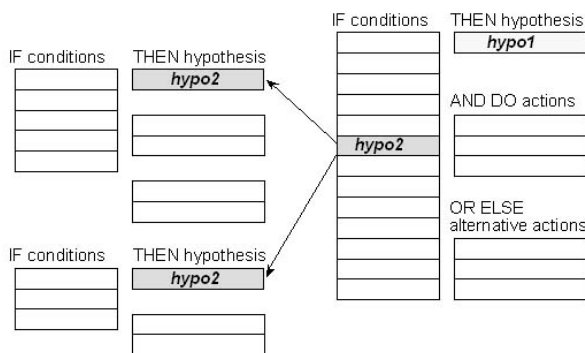 IF conditions
THEN hypothesis
hypo2
IF conditions
THEN hypothesis
hypo2
IF conditions
THEN hypothesis
hypo1
hypo2
AND DO actions
OR ELSE
alternative actions